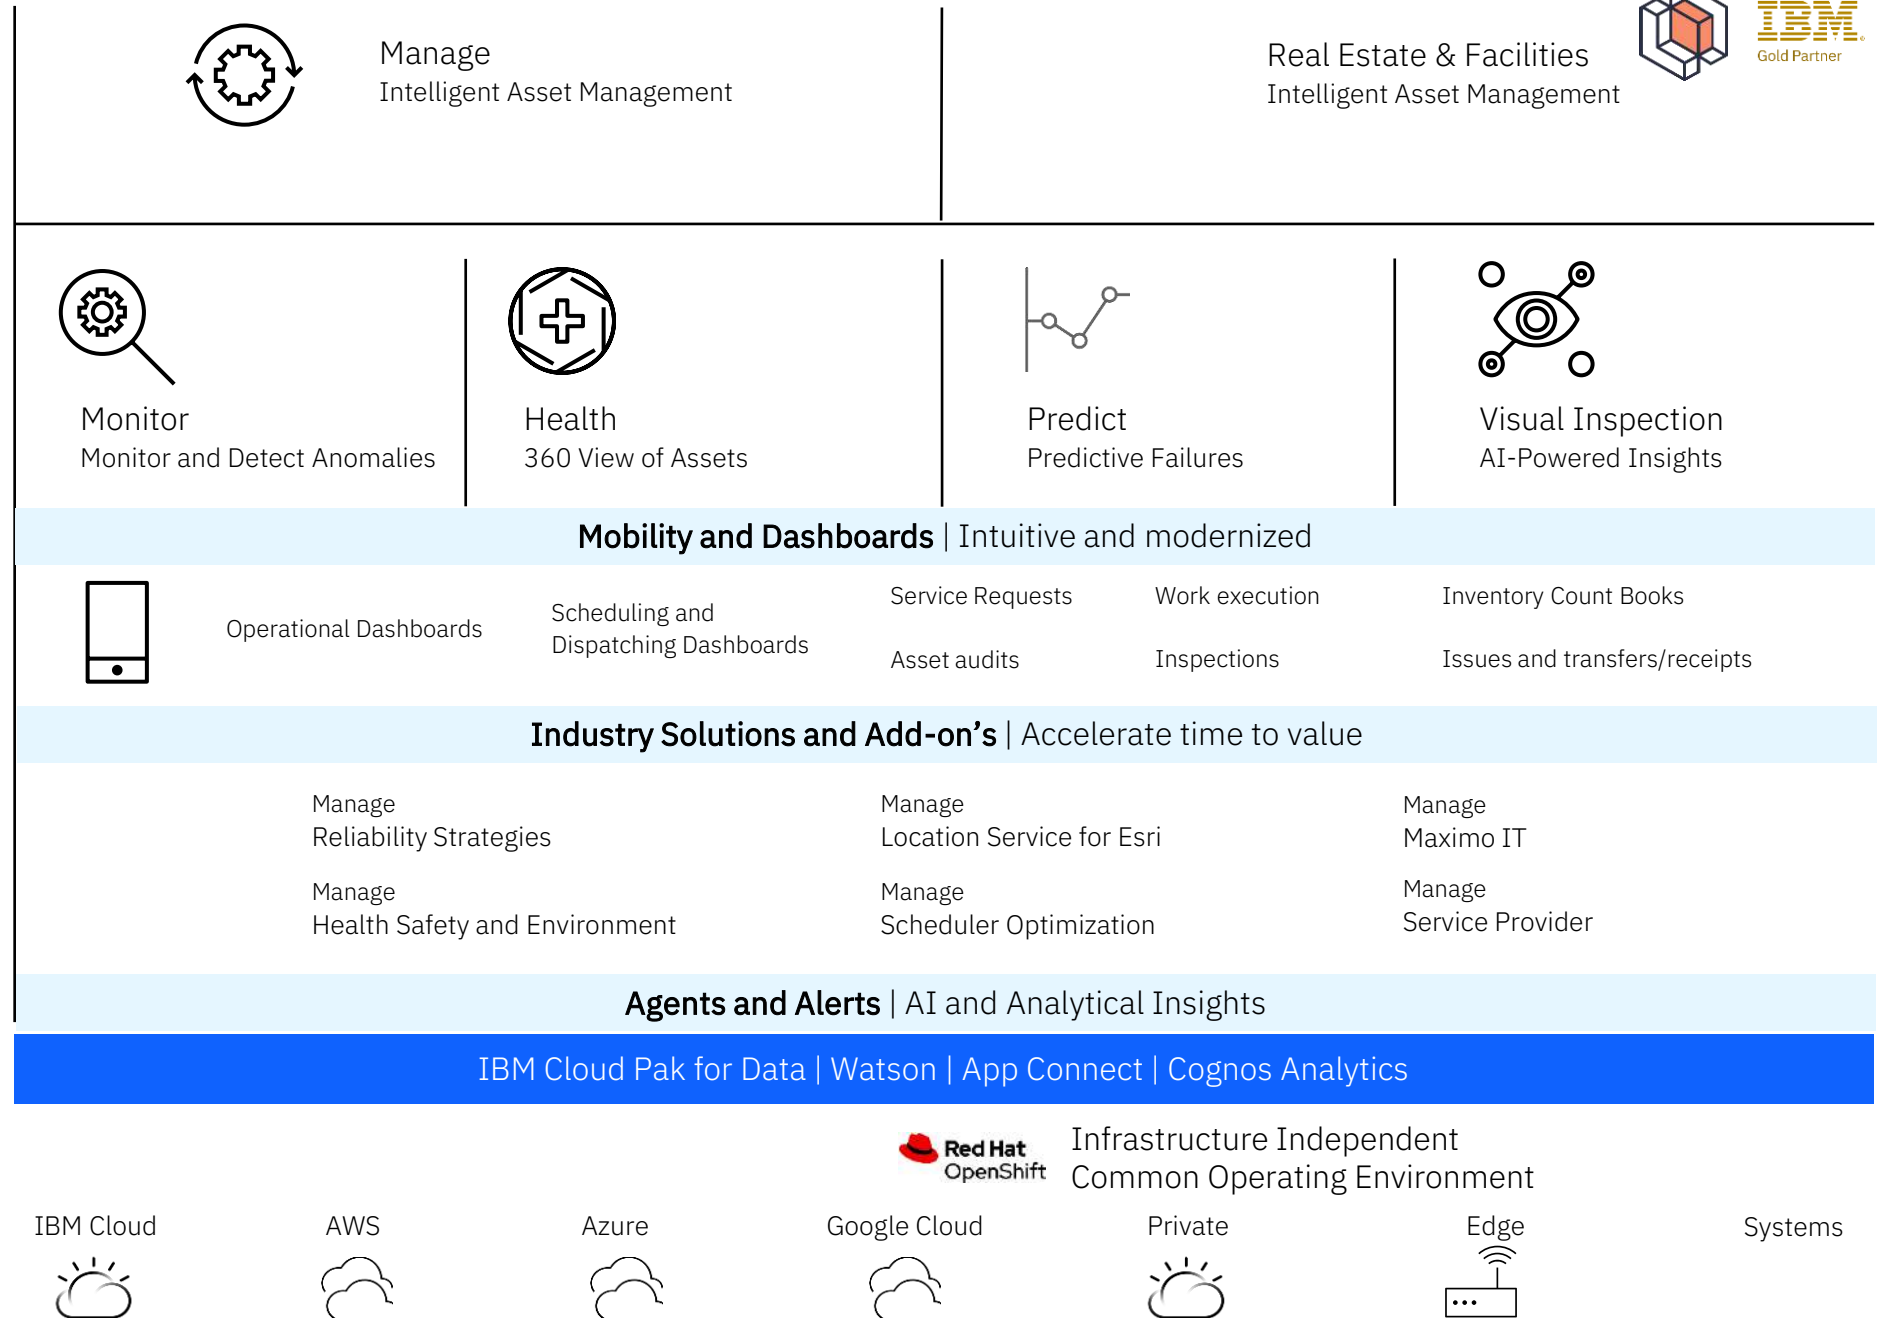 Manage
Intelligent Asset Management
Real Estate & Facilities
Intelligent Asset Management
IBM
Gold Partner
Monitor
Monitor and Detect Anomalies
Health
360 View of Assets
Predict
Predictive Failures
Visual Inspection
AI-Powered Insights
Mobility and Dashboards | Intuitive and modernized
Operational Dashboards
Scheduling and
Dispatching Dashboards
Service Requests
Asset audits
Work execution
Inspections
Inventory Count Books
Issues and transfers/receipts
Industry Solutions and Add-on’s | Accelerate time to value
Manage
Reliability Strategies
Manage
Location Service for Esri
Manage
Maximo IT
Manage
Health Safety and Environment
Manage
Scheduler Optimization
Manage
Service Provider
Agents and Alerts | AI and Analytical Insights
IBM Cloud Pak for Data | Watson | App Connect | Cognos Analytics
Red Hat
OpenShift
Infrastructure Independent
Common Operating Environment
IBM Cloud
AWS
Azure
Google Cloud
Private
Edge
Systems